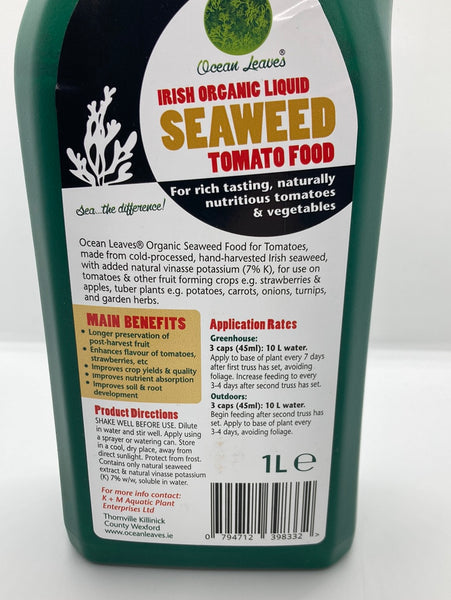 Ocean Leaves®
IRISH ORGANIC LIQUID
SEAWEED
TOMATO FOOD
For rich tasting, naturally
nutritious tomatoes
& vegetables
Sea...the difference!
Ocean Leaves® Organic Seaweed Food for Tomatoes,
made from cold-processed, hand-harvested Irish seaweed,
with added natural vinasse potassium (7% K), for use on
tomatoes & other fruit forming crops e.g. strawberries &
apples, tuber plants e.g. potatoes, carrots, onions, turnips,
and garden herbs.
MAIN BENEFITS
• Longer preservation of
post-harvest fruit
• Enhances flavour of tomatoes,
strawberries, etc
• Improves crop yields & quality
• improves nutrient absorption
• Improves soil & root
development
Product Directions
SHAKE WELL BEFORE USE. Dilute
in water and stir well. Apply using
a sprayer or watering can. Store
in a cool, dry place, away from
direct sunlight. Protect from frost.
Contains only natural seaweed
extract & natural vinasse potassium
(K) 7% w/w, soluble in water.
For more info contact:
K + M Aquatic Plant
Enterprises Ltd
Thornville Killinick
County Wexford
www.oceanleaves.ie
Application Rates
Greenhouse:
3 caps (45ml): 10 L water.
Apply to base of plant every 7 days
after first truss has set, avoiding
foliage. Increase feeding to every
3-4 days after second truss has set.
Outdoors:
3 caps (45ml): 10 L water.
Begin feeding after second truss has
set. Apply to base of plant every
3-4 days, avoiding foliage.
1L ℮
0 794712 398332 >